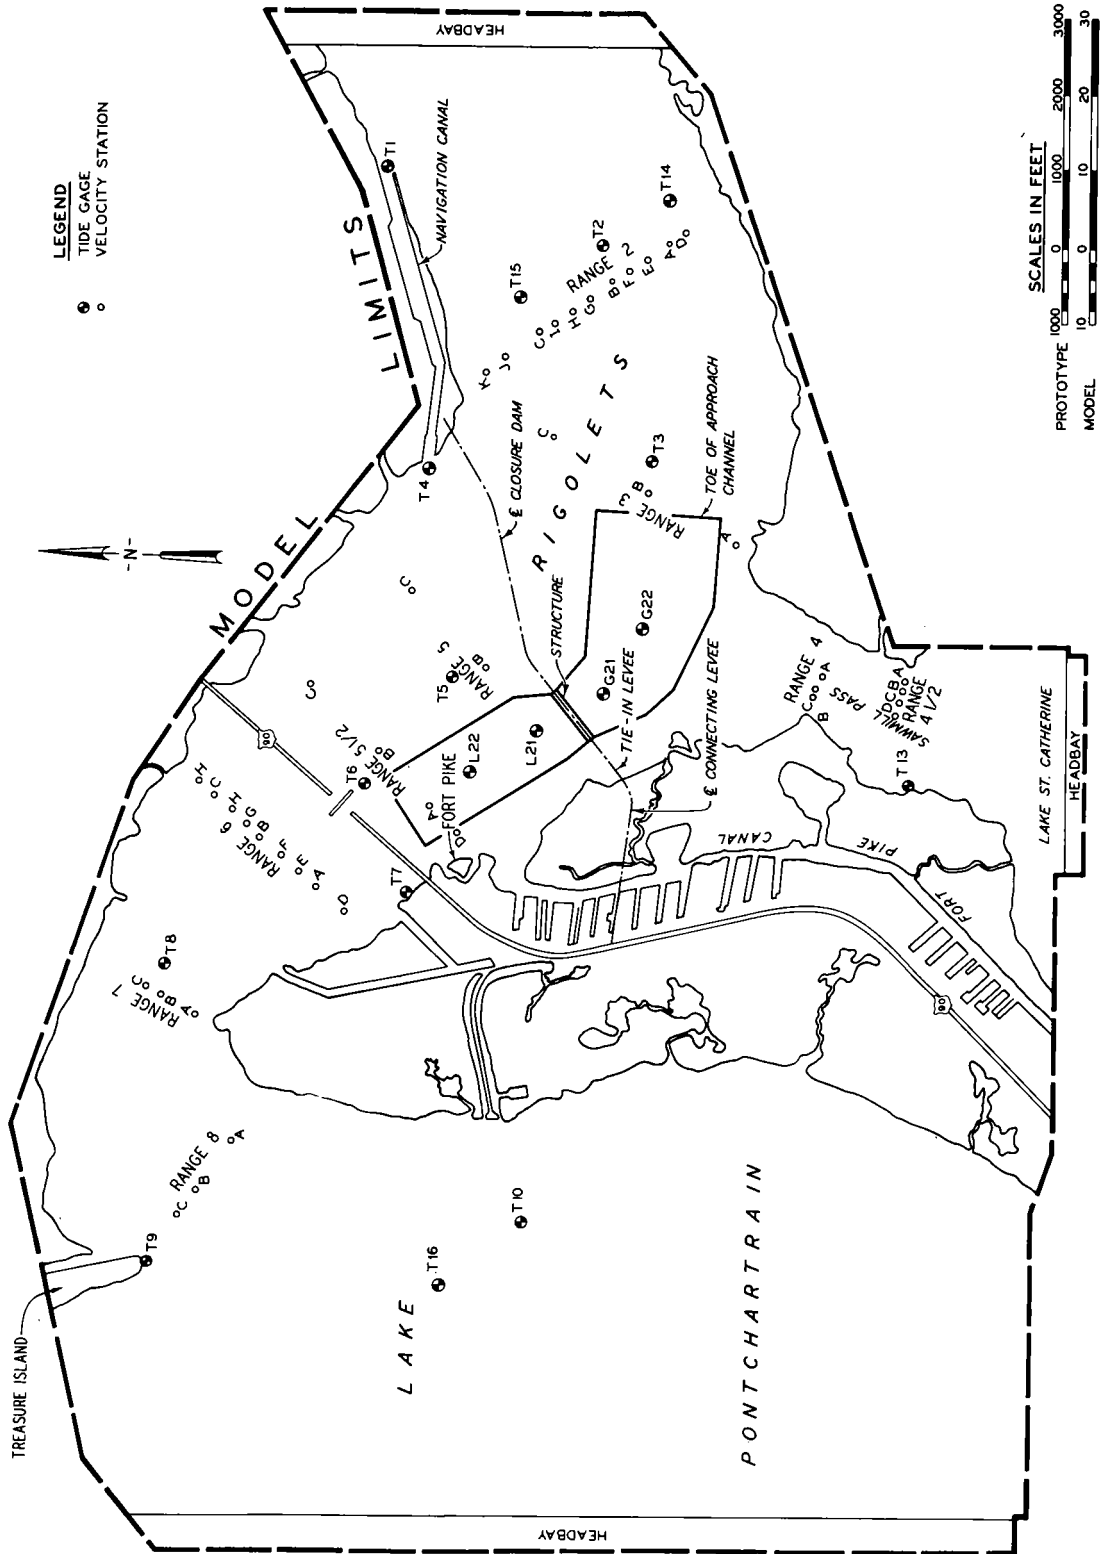 LEGEND
TIDE GAGE
VELOCITY STATION
MODEL LIMITS
-N-
HEADBAY
T1
NAVIGATION CANAL
T14
T2
RANGE 2
D
A
E
F
B
G
H
I
C
J
K
T15
T4
₵ CLOSURE DAM
RIGOLETS
C
T3
B
RANGE 3
A
TOE OF APPROACH
CHANNEL
STRUCTURE
G22
G21
TIE-IN LEVEE
₵ CONNECTING LEVEE
C
T5
RANGE 5
B
C
RANGE 5 1/2
B
T6
A
L22
L21
FORT PIKE
D
90
RANGE 6
H
C
H
G
B
F
E
A
D
T7
T8
RANGE 7
C
B
A
RANGE 8
A
B
C
T9
TREASURE ISLAND
T10
T16
LAKE
PONTCHARTRAIN
HEADBAY
RANGE 4
A
C
B
SAWMILL PASS
DCBA
RANGE
4 1/2
T13
LAKE ST. CATHERINE
HEADBAY
FORT PIKE CANAL
90
SCALES IN FEET
PROTOTYPE 1000 0 1000 2000 3000
MODEL 10 0 10 20 30